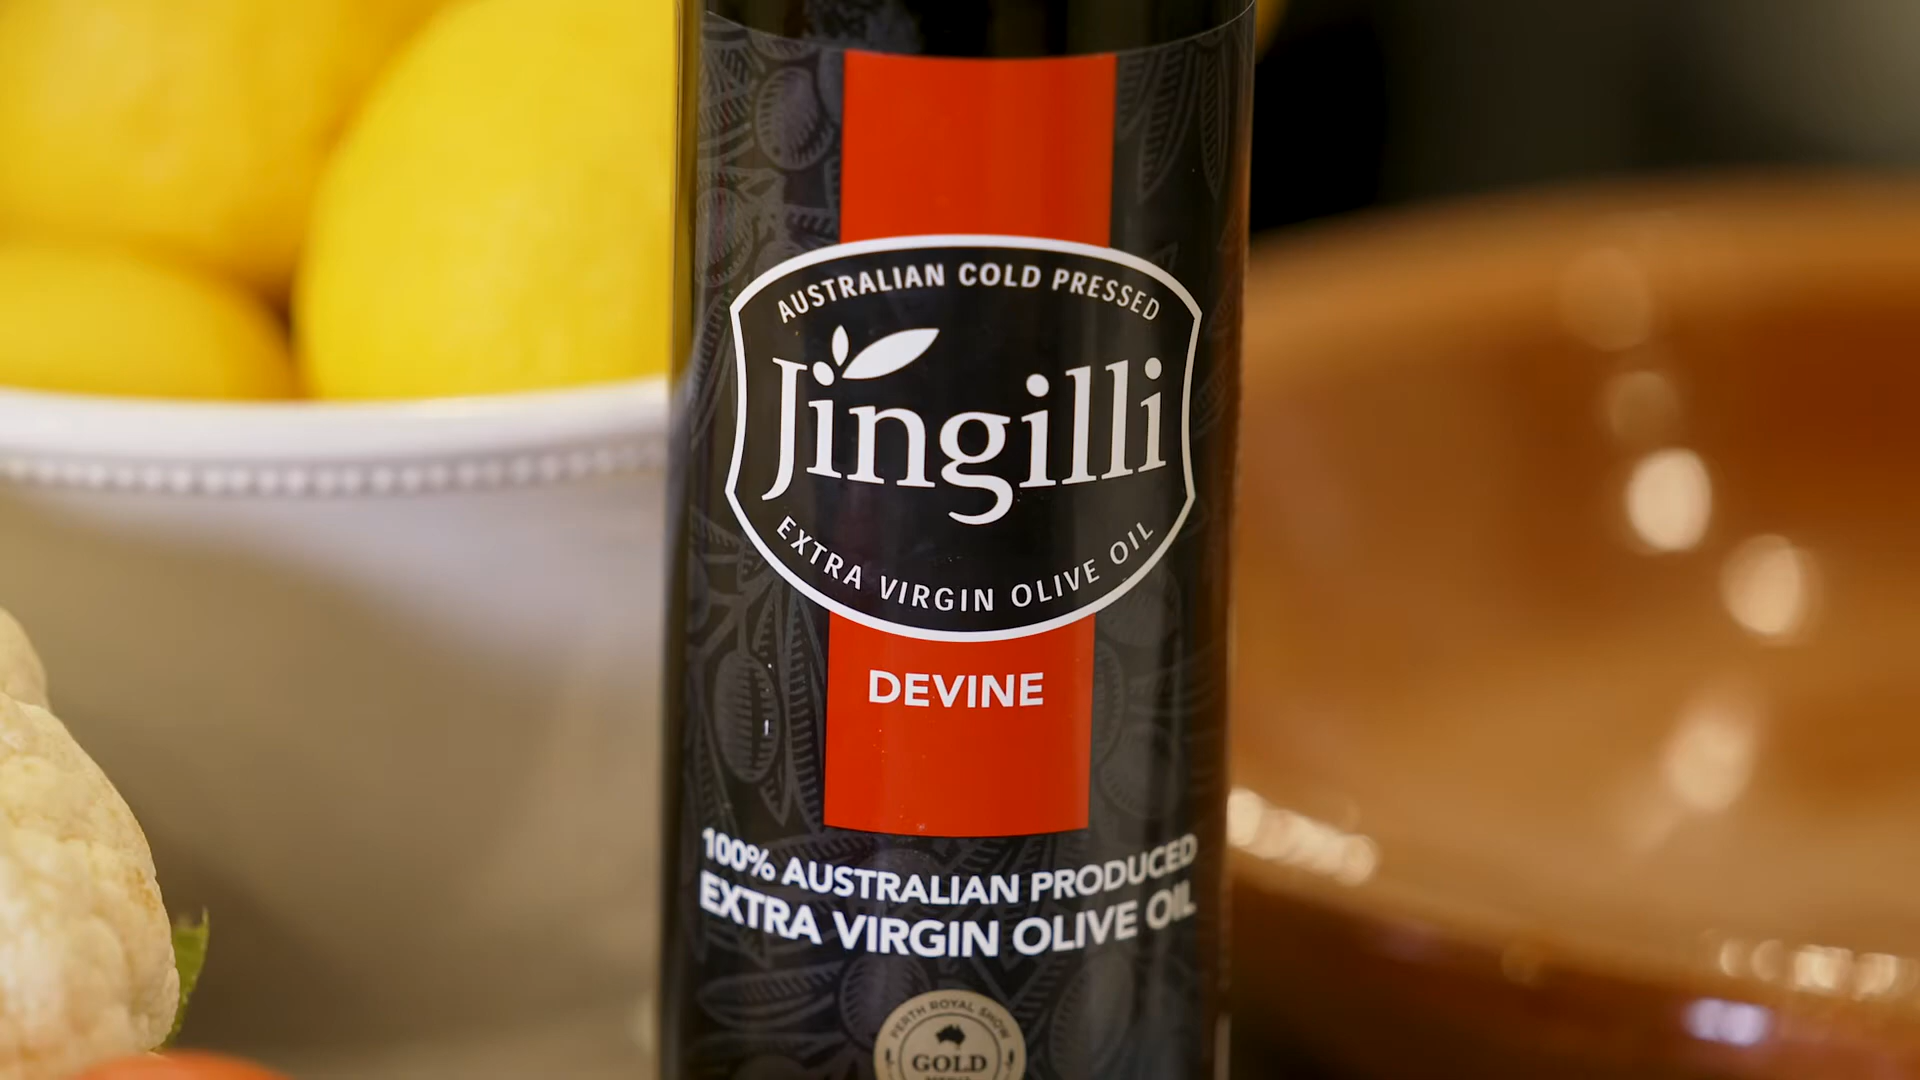 AUSTRALIAN COLD PRESSED
Jingilli
EXTRA VIRGIN OLIVE OIL
DEVINE
100% AUSTRALIAN PRODUCED
EXTRA VIRGIN OLIVE OIL
PERTH ROYAL SHOW
GOLD